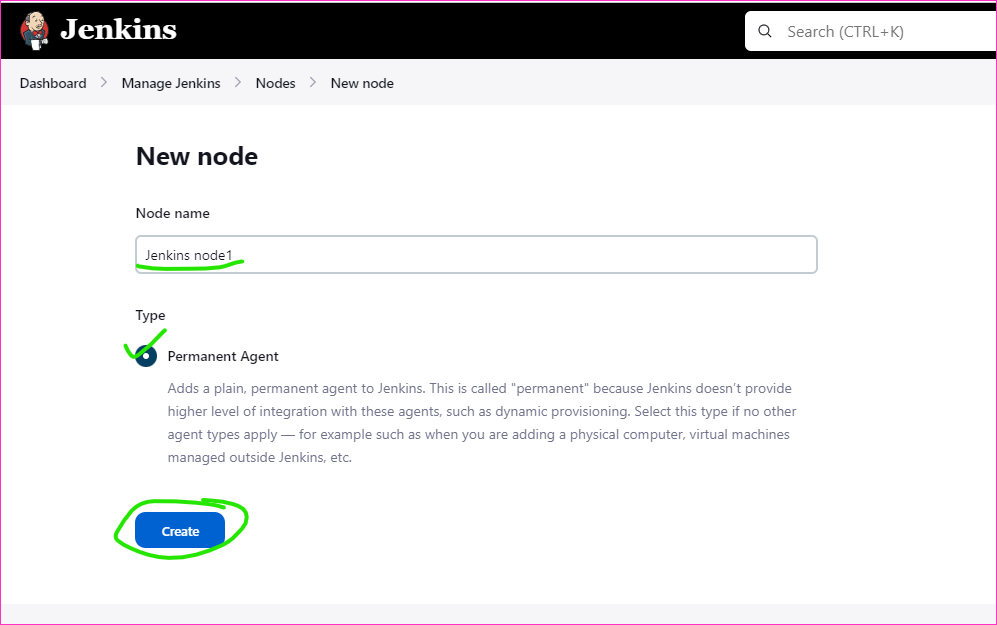 Jenkins
Search (CTRL+K)
Dashboard > Manage Jenkins > Nodes > New node
New node
Node name
Jenkins node1
Type
Permanent Agent
Adds a plain, permanent agent to Jenkins. This is called "permanent" because Jenkins doesn't provide
higher level of integration with these agents, such as dynamic provisioning. Select this type if no other
agent types apply — for example such as when you are adding a physical computer, virtual machines
managed outside Jenkins, etc.
Create